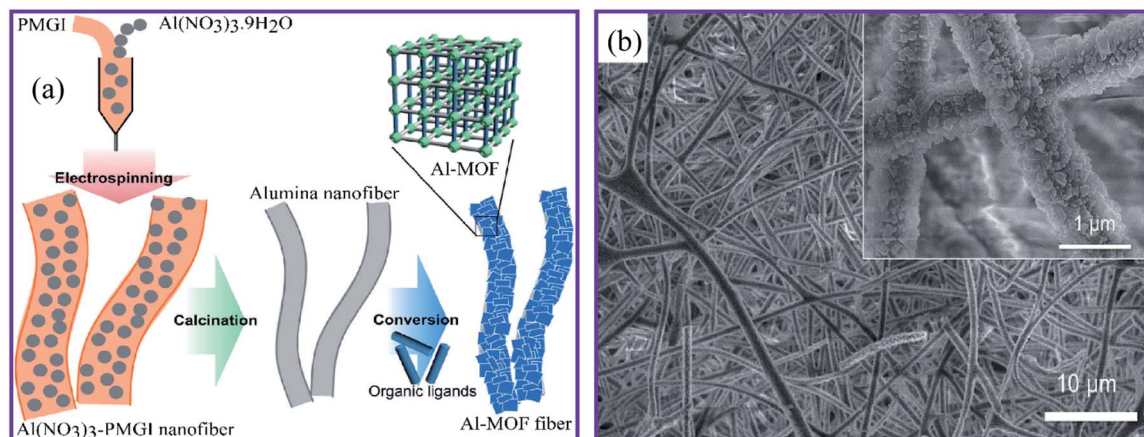 PMGI
Al(NO3)3.9H2O
(a)
Electrospinning
Al-MOF
Alumina nanofiber
Calcination
Conversion
Organic ligands
Al(NO3)3-PMGI nanofiber
Al-MOF fiber
(b)
1 μm
10 μm